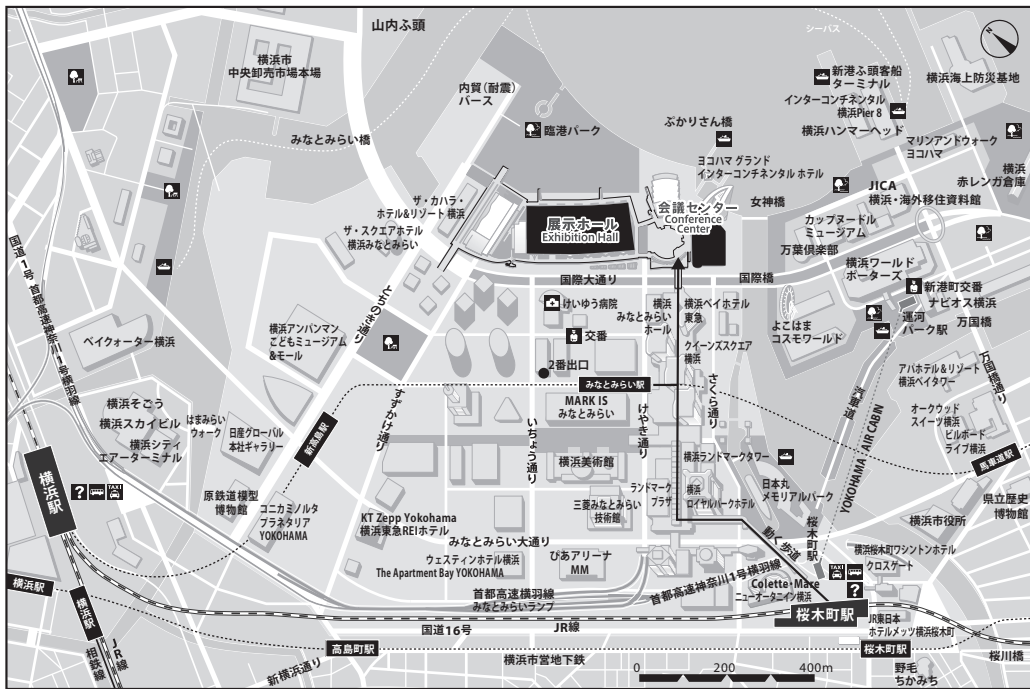 山内ふ頭
シーバス
横浜市
中央卸売市場本場
内貿(耐震)
バース
新港ふ頭客船
ターミナル
横浜海上防災基地
インターコンチネンタル
横浜Pier 8
横浜ハンマーヘッド
みなとみらい橋
臨港パーク
ぷかりさん橋
マリンアンドウォーク
ヨコハマ
ヨコハマ グランド
インターコンチネンタル ホテル
横浜
赤レンガ倉庫
JICA
横浜・海外移住資料館
ザ・カハラ・
ホテル&リゾート 横浜
女神橋
会議センター
Conference
Center
展示ホール
Exhibition Hall
カップヌードル
ミュージアム
ザ・スクエアホテル
横浜みなとみらい
万葉倶楽部
横浜ワールド
ポーターズ
国道1号 首都高速神奈川1号横羽線
国際大通り
国際橋
新港町交番
ナビオス横浜
とちのき通り
けいゆう病院
横浜
みなとみらい
ホール
横浜ベイホテル
東急
運河
パーク駅
万国橋
よこはま
コスモワールド
横浜アンパンマン
こどもミュージアム
&モール
交番
クイーンズスクエア
横浜
ベイクォーター横浜
2番出口
アパホテル&リゾート
横浜ベイタワー
万国橋通り
みなとみらい駅
さくら通り
汽車道
MARK IS
みなとみらい
オークウッド
スイーツ横浜
ビルボード
ライブ横浜
横浜そごう
はまみらい
ウォーク
横浜スカイビル
日産グローバル
本社ギャラリー
新高島駅
すずかけ通り
いちょう通り
けやき通り
横浜シティ
エアーターミナル
横浜美術館
横浜ランドマークタワー
YOKOHAMA AIR CABIN
馬車道駅
横浜駅
?
TAXI
原鉄道模型
博物館
コニカミノルタ
プラネタリア
YOKOHAMA
ランドマーク
プラザ
横浜
ロイヤルパークホテル
日本丸
メモリアルパーク
県立歴史
博物館
三菱みなとみらい
技術館
KT Zepp Yokohama
横浜東急REIホテル
横浜市役所
みなとみらい大通り
動く歩道
桜木町駅
ウェスティンホテル横浜
The Apartment Bay YOKOHAMA
ぴあアリーナ
MM
横浜桜木町ワシントンホテル
クロスゲート
TAXI
?
横浜駅
首都高速横羽線
みなとみらいランプ
首都高速神奈川1号横羽線
Colette・Mare
ニューオータニイン横浜
桜木町駅
横浜駅
JR東日本
ホテルメッツ横浜桜木町
国道16号
JR線
JR線
相鉄線
高島町駅
桜木町駅
新横浜通り
横浜市営地下鉄
桜川橋
0
200
400m
野毛
ちかみち